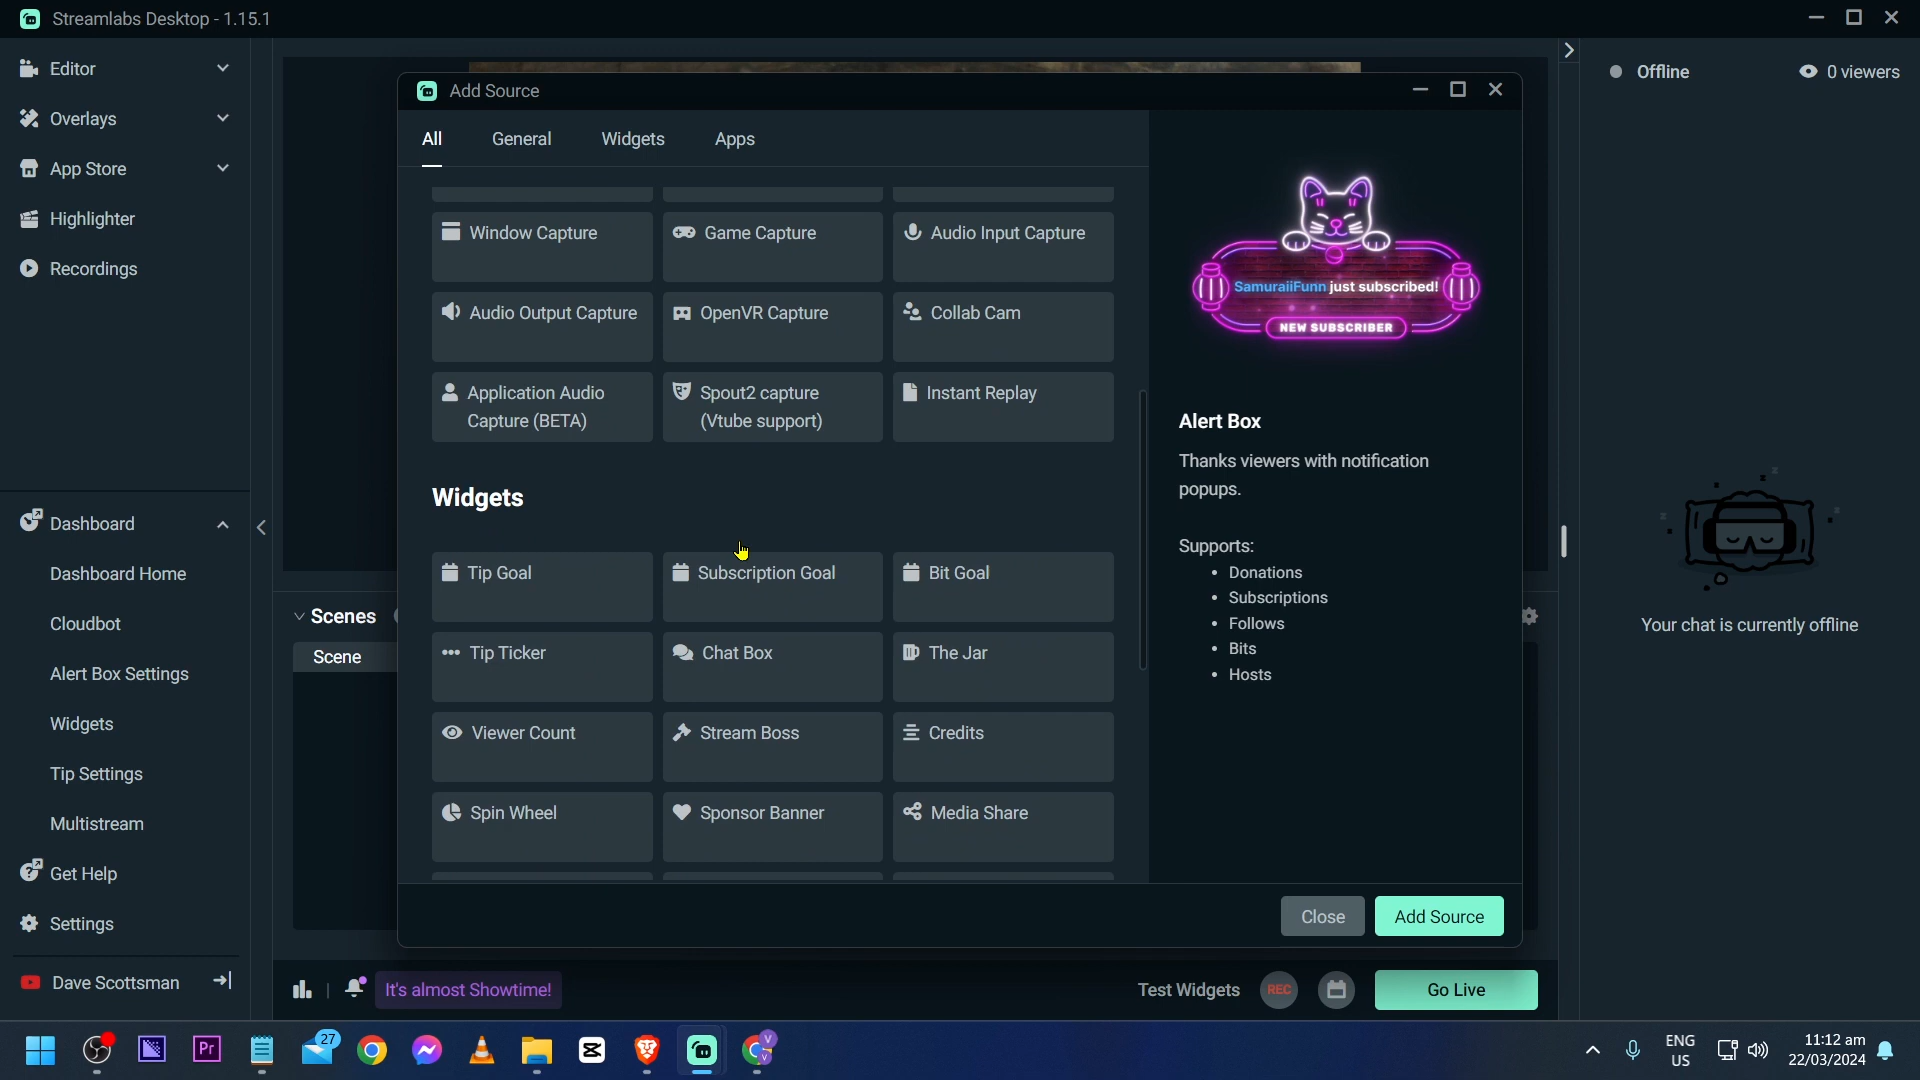 Streamlabs Desktop - 1.15.1
Editor
Overlays
App Store
Highlighter
Recordings
Dashboard
Dashboard Home
Cloudbot
Alert Box Settings
Widgets
Tip Settings
Multistream
Get Help
Settings
Dave Scottsman
Add Source
All
General
Widgets
Apps
Window Capture
Game Capture
Audio Input Capture
Audio Output Capture
OpenVR Capture
Collab Cam
Application Audio
Capture (BETA)
Spout2 capture
(Vtube support)
Instant Replay
Widgets
Tip Goal
Subscription Goal
Bit Goal
Tip Ticker
Chat Box
The Jar
Viewer Count
Stream Boss
Credits
Spin Wheel
Sponsor Banner
Media Share
SamuraiiFunn just subscribed!
NEW SUBSCRIBER
Alert Box
Thanks viewers with notification
popups.
Supports:
• Donations
• Subscriptions
• Follows
• Bits
• Hosts
Close
Add Source
Scenes
Scene
Offline
0 viewers
Your chat is currently offline
It's almost Showtime!
Test Widgets
REC
Go Live
Pr
27
V
V
ENG
US
11:12 am
22/03/2024